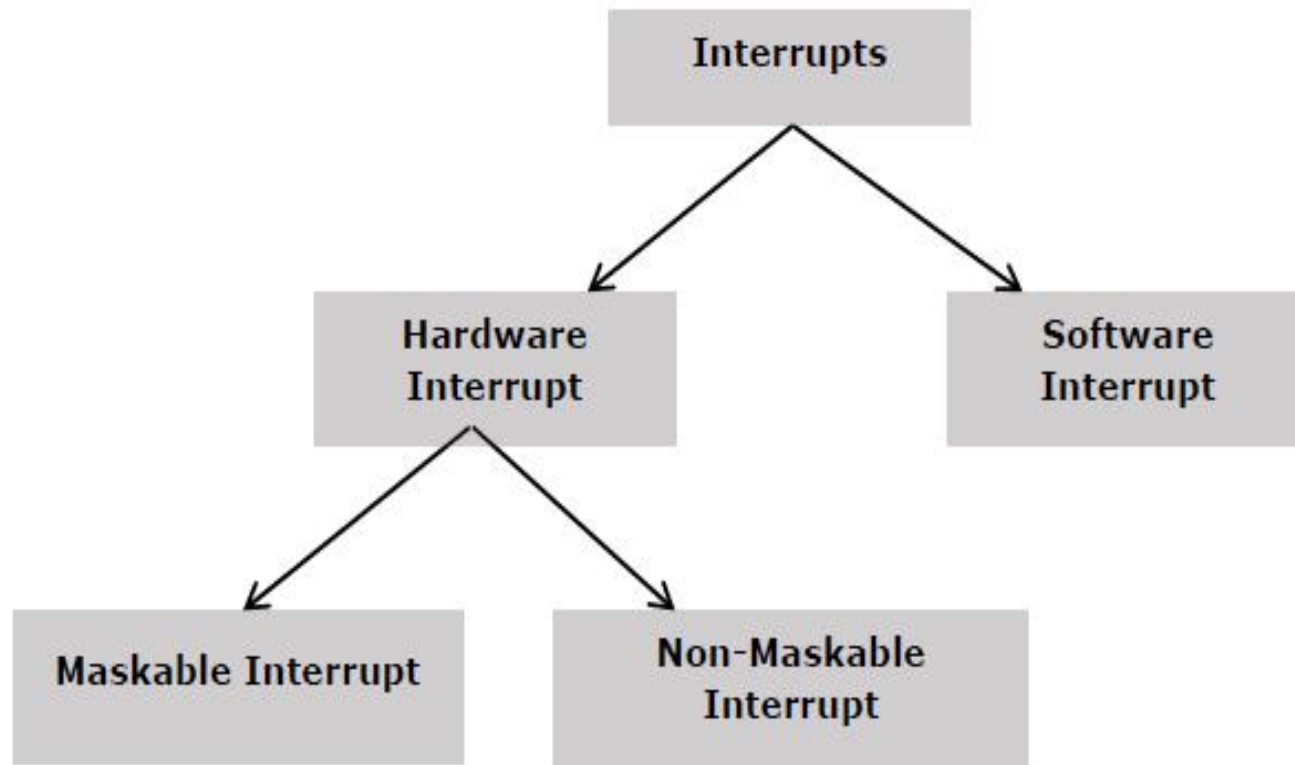 Interrupts
Hardware
Interrupt
Software
Interrupt
Maskable Interrupt
Non-Maskable
Interrupt